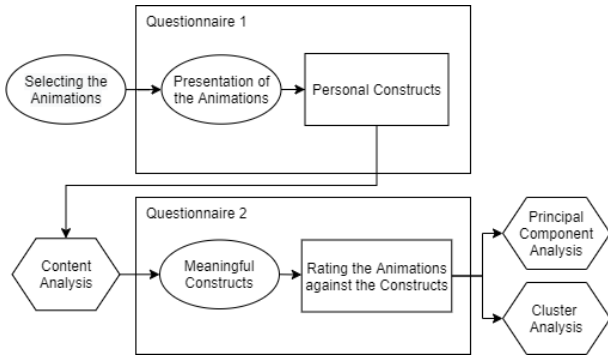 Questionnaire 1
Selecting the
Animations
Presentation of
the Animations
Personal Constructs
Questionnaire 2
Content
Analysis
Meaningful
Constructs
Rating the Animations
against the Constructs
Principal
Component
Analysis
Cluster
Analysis